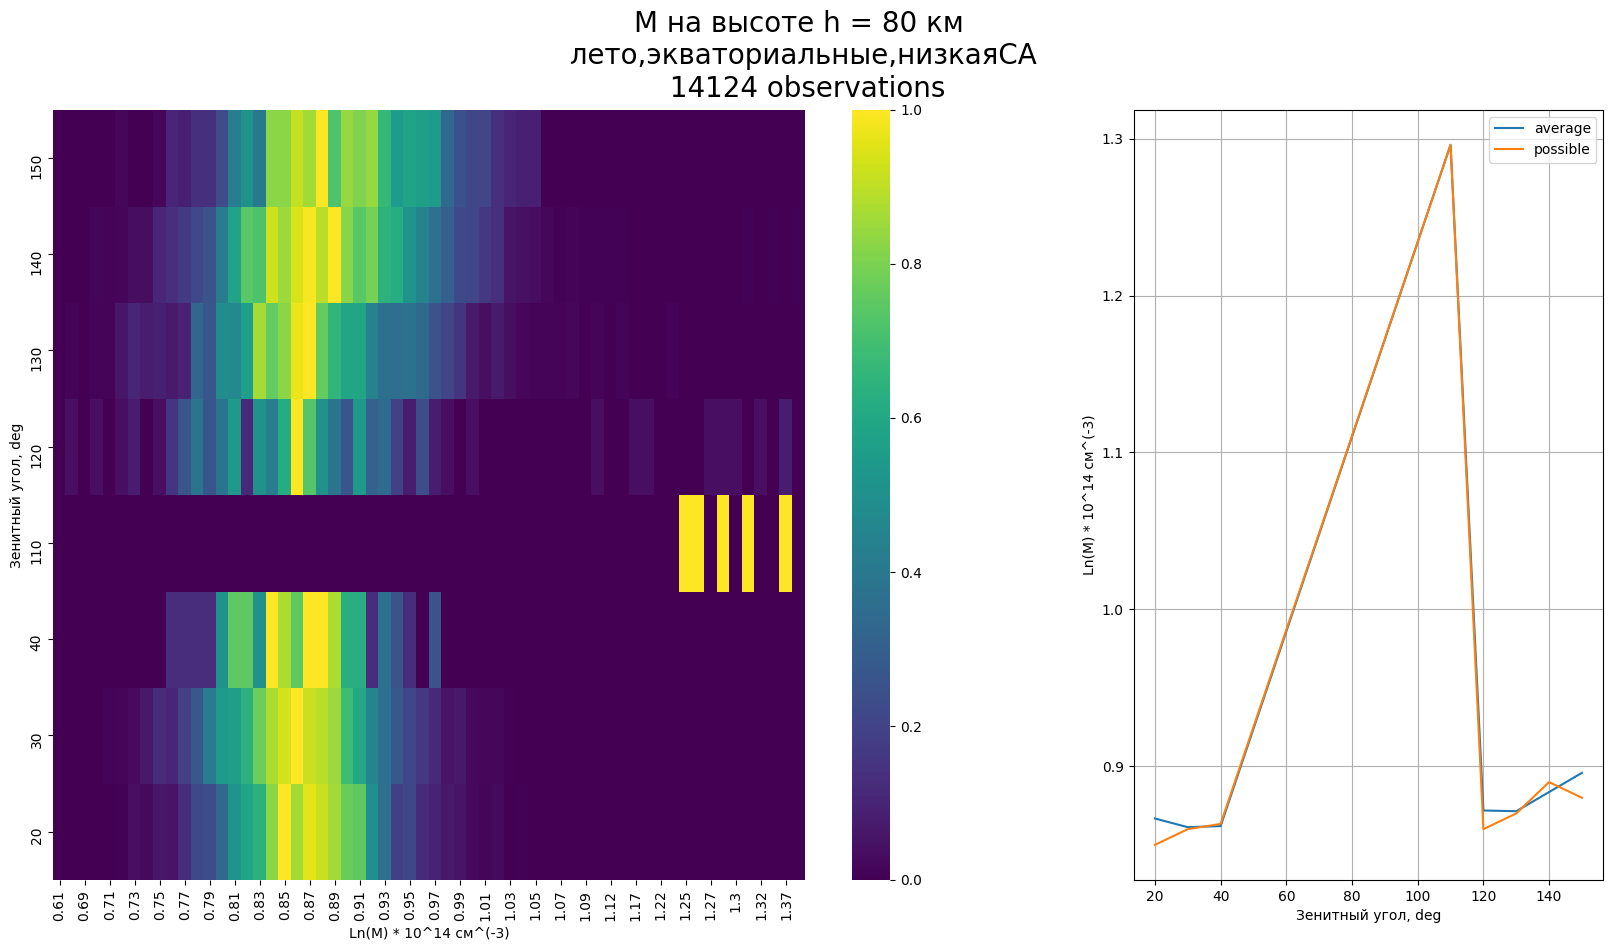 M на высоте h = 80 км
лето,экваториальные,низкаяСА
14124 observations
Зенитный угол, deg
150
140
130
120
110
40
30
20
0.61 0.69 0.71 0.73 0.75 0.77 0.79 0.81 0.83 0.85 0.87 0.89 0.91 0.93 0.95 0.97 0.99 1.01 1.03 1.05 1.07 1.09 1.12 1.17 1.22 1.25 1.27 1.3 1.32 1.37
Ln(M) * 10^14 см^(-3)
1.0
0.8
0.6
0.4
0.2
0.0
average
possible
Ln(M) * 10^14 см^(-3)
1.3
1.2
1.1
1.0
0.9
20 40 60 80 100 120 140
Зенитный угол, deg